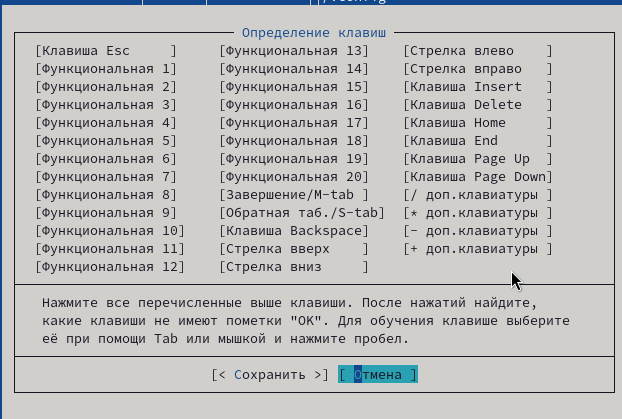 Определение клавиш
[Клавиша Esc     ] [Функциональная 13] [Стрелка влево    ]
[Функциональная 1] [Функциональная 14] [Стрелка вправо   ]
[Функциональная 2] [Функциональная 15] [Клавиша Insert   ]
[Функциональная 3] [Функциональная 16] [Клавиша Delete   ]
[Функциональная 4] [Функциональная 17] [Клавиша Home     ]
[Функциональная 5] [Функциональная 18] [Клавиша End      ]
[Функциональная 6] [Функциональная 19] [Клавиша Page Up  ]
[Функциональная 7] [Функциональная 20] [Клавиша Page Down]
[Функциональная 8] [Завершение/M-tab ] [/ доп.клавиатуры ]
[Функциональная 9] [Обратная таб./S-tab] [* доп.клавиатуры ]
[Функциональная 10] [Клавиша Backspace] [- доп.клавиатуры ]
[Функциональная 11] [Стрелка вверх    ] [+ доп.клавиатуры ]
[Функциональная 12] [Стрелка вниз     ]
Нажмите все перечисленные выше клавиши. После нажатий найдите,
какие клавиши не имеют пометки "OK". Для обучения клавише выберите
её при помощи Tab или мышкой и нажмите пробел.
[< Сохранить >] [ Отмена ]